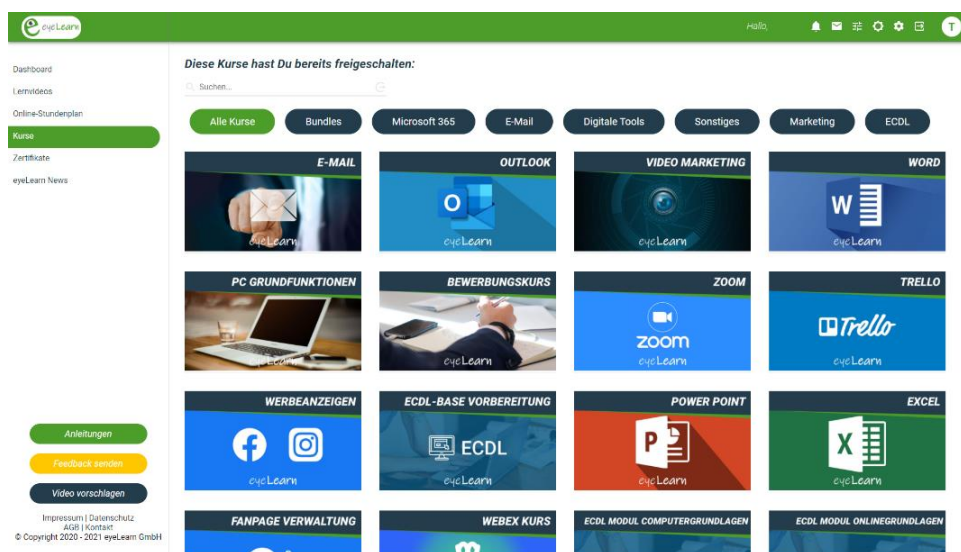 eyeLearn
Hallo,
T
Dashboard
Lernvideos
Online-Stundenplan
Kurse
Zertifikate
eyeLearn News
Anleitungen
Feedback senden
Video vorschlagen
Impressum | Datenschutz
AGB | Kontakt
© Copyright 2020 - 2021 eyeLearn GmbH
Diese Kurse hast Du bereits freigeschalten:
Suchen...
Alle Kurse
Bundles
Microsoft 365
E-Mail
Digitale Tools
Sonstiges
Marketing
ECDL
E-MAIL
eyeLearn
OUTLOOK
O
eyeLearn
VIDEO MARKETING
eyeLearn
WORD
W
eyeLearn
PC GRUNDFUNKTIONEN
eyeLearn
BEWERBUNGSKURS
eyeLearn
ZOOM
zoom
eyeLearn
TRELLO
Trello
eyeLearn
WERBEANZEIGEN
eyeLearn
ECDL-BASE VORBEREITUNG
ECDL
eyeLearn
POWER POINT
P
eyeLearn
EXCEL
X
eyeLearn
FANPAGE VERWALTUNG
WEBEX KURS
ECDL MODUL COMPUTERGRUNDLAGEN
ECDL MODUL ONLINEGRUNDLAGEN